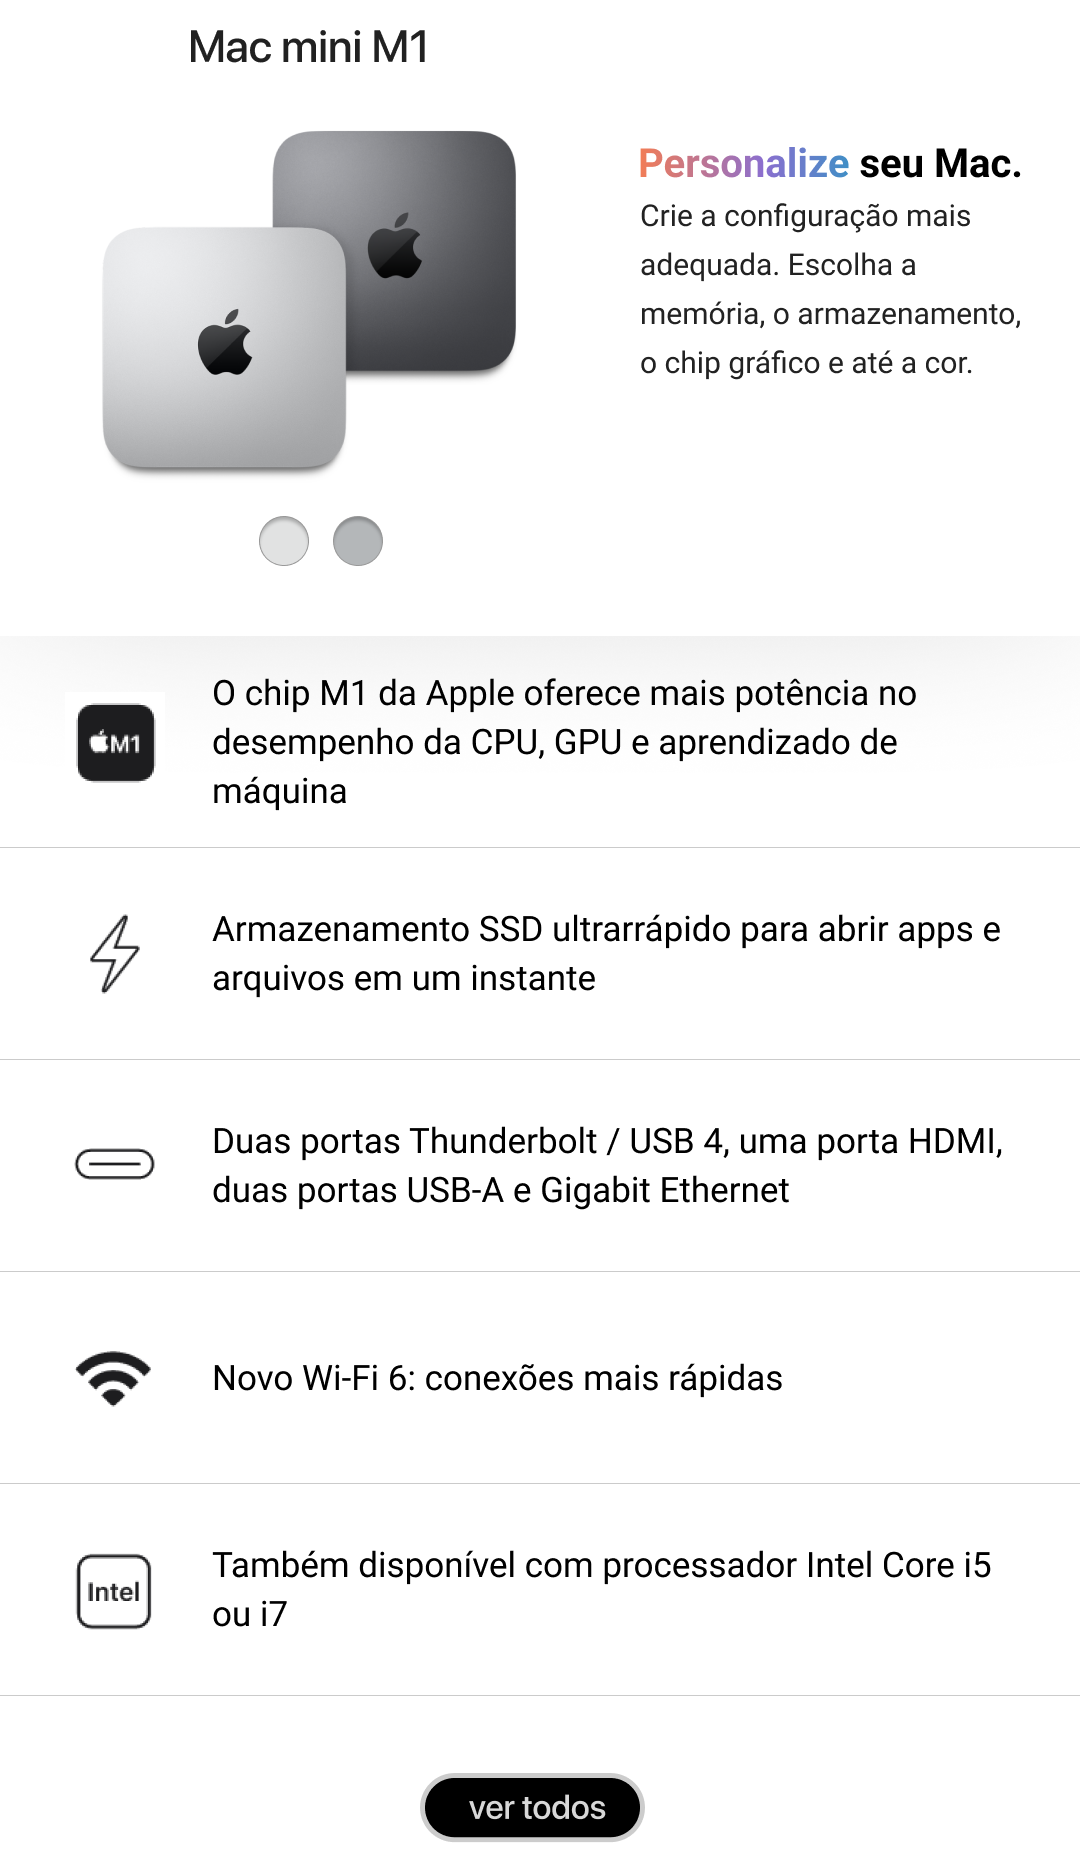 Mac mini M1
Personalize seu Mac.
Crie a configuração mais
adequada. Escolha a
memória, o armazenamento,
o chip gráfico e até a cor.
M1
O chip M1 da Apple oferece mais potência no
desempenho da CPU, GPU e aprendizado de
máquina
Armazenamento SSD ultrarrápido para abrir apps e
arquivos em um instante
Duas portas Thunderbolt / USB 4, uma porta HDMI,
duas portas USB-A e Gigabit Ethernet
Novo Wi-Fi 6: conexões mais rápidas
Intel
Também disponível com processador Intel Core i5
ou i7
ver todos